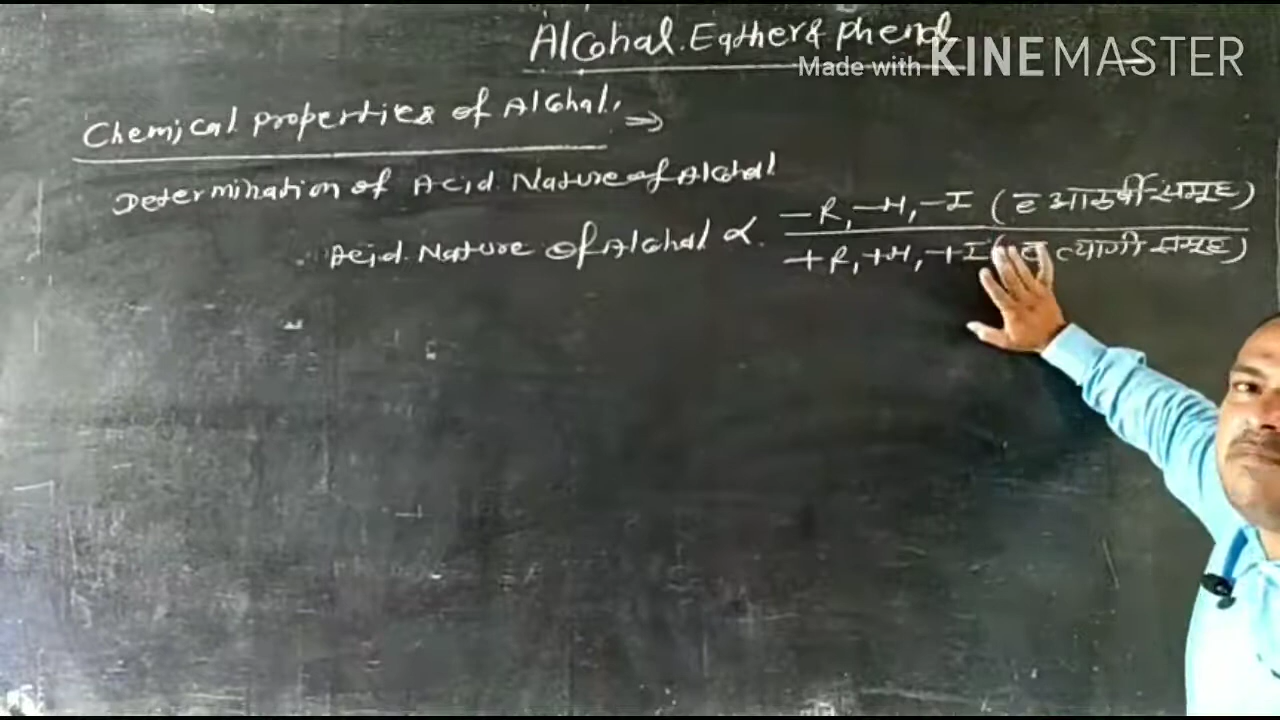 Alcohal. Eather & phenol
Made with KINEMASTER
Chemical properties of Alcohal, ⇒
Determination of Acid Nature of Alcohal
Acid Nature of Alcohal ∝ −R, −H, −I (e आकर्षी समूह)
+R, +H, +I (e त्यागी समूह)